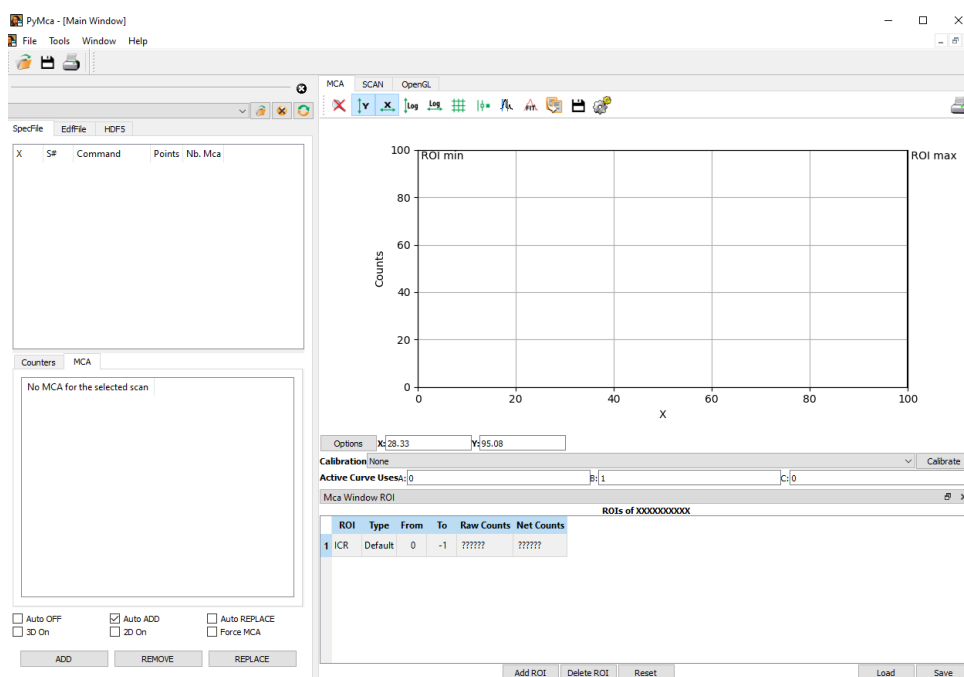 PyMca - [Main Window]
File Tools Window Help
MCA SCAN OpenGL
Y X Log Log FIT
SpecFile EdfFile HDF5
X S# Command Points Nb. Mca
100 ROI min ROI max
80
60
Counts
40
20
0
0 20 40 60 80 100
X
Counters MCA
No MCA for the selected scan
Options X: 28.33 Y: 95.08
Calibration None Calibrate
Active Curve Uses A: 0 B: 1 C: 0
Mca Window ROI
ROIs of XXXXXXXXXX
ROI Type From To Raw Counts Net Counts
1 ICR Default 0 -1 ?????? ??????
Auto OFF Auto ADD Auto REPLACE
3D On 2D On Force MCA
ADD REMOVE REPLACE
Add ROI Delete ROI Reset Load Save